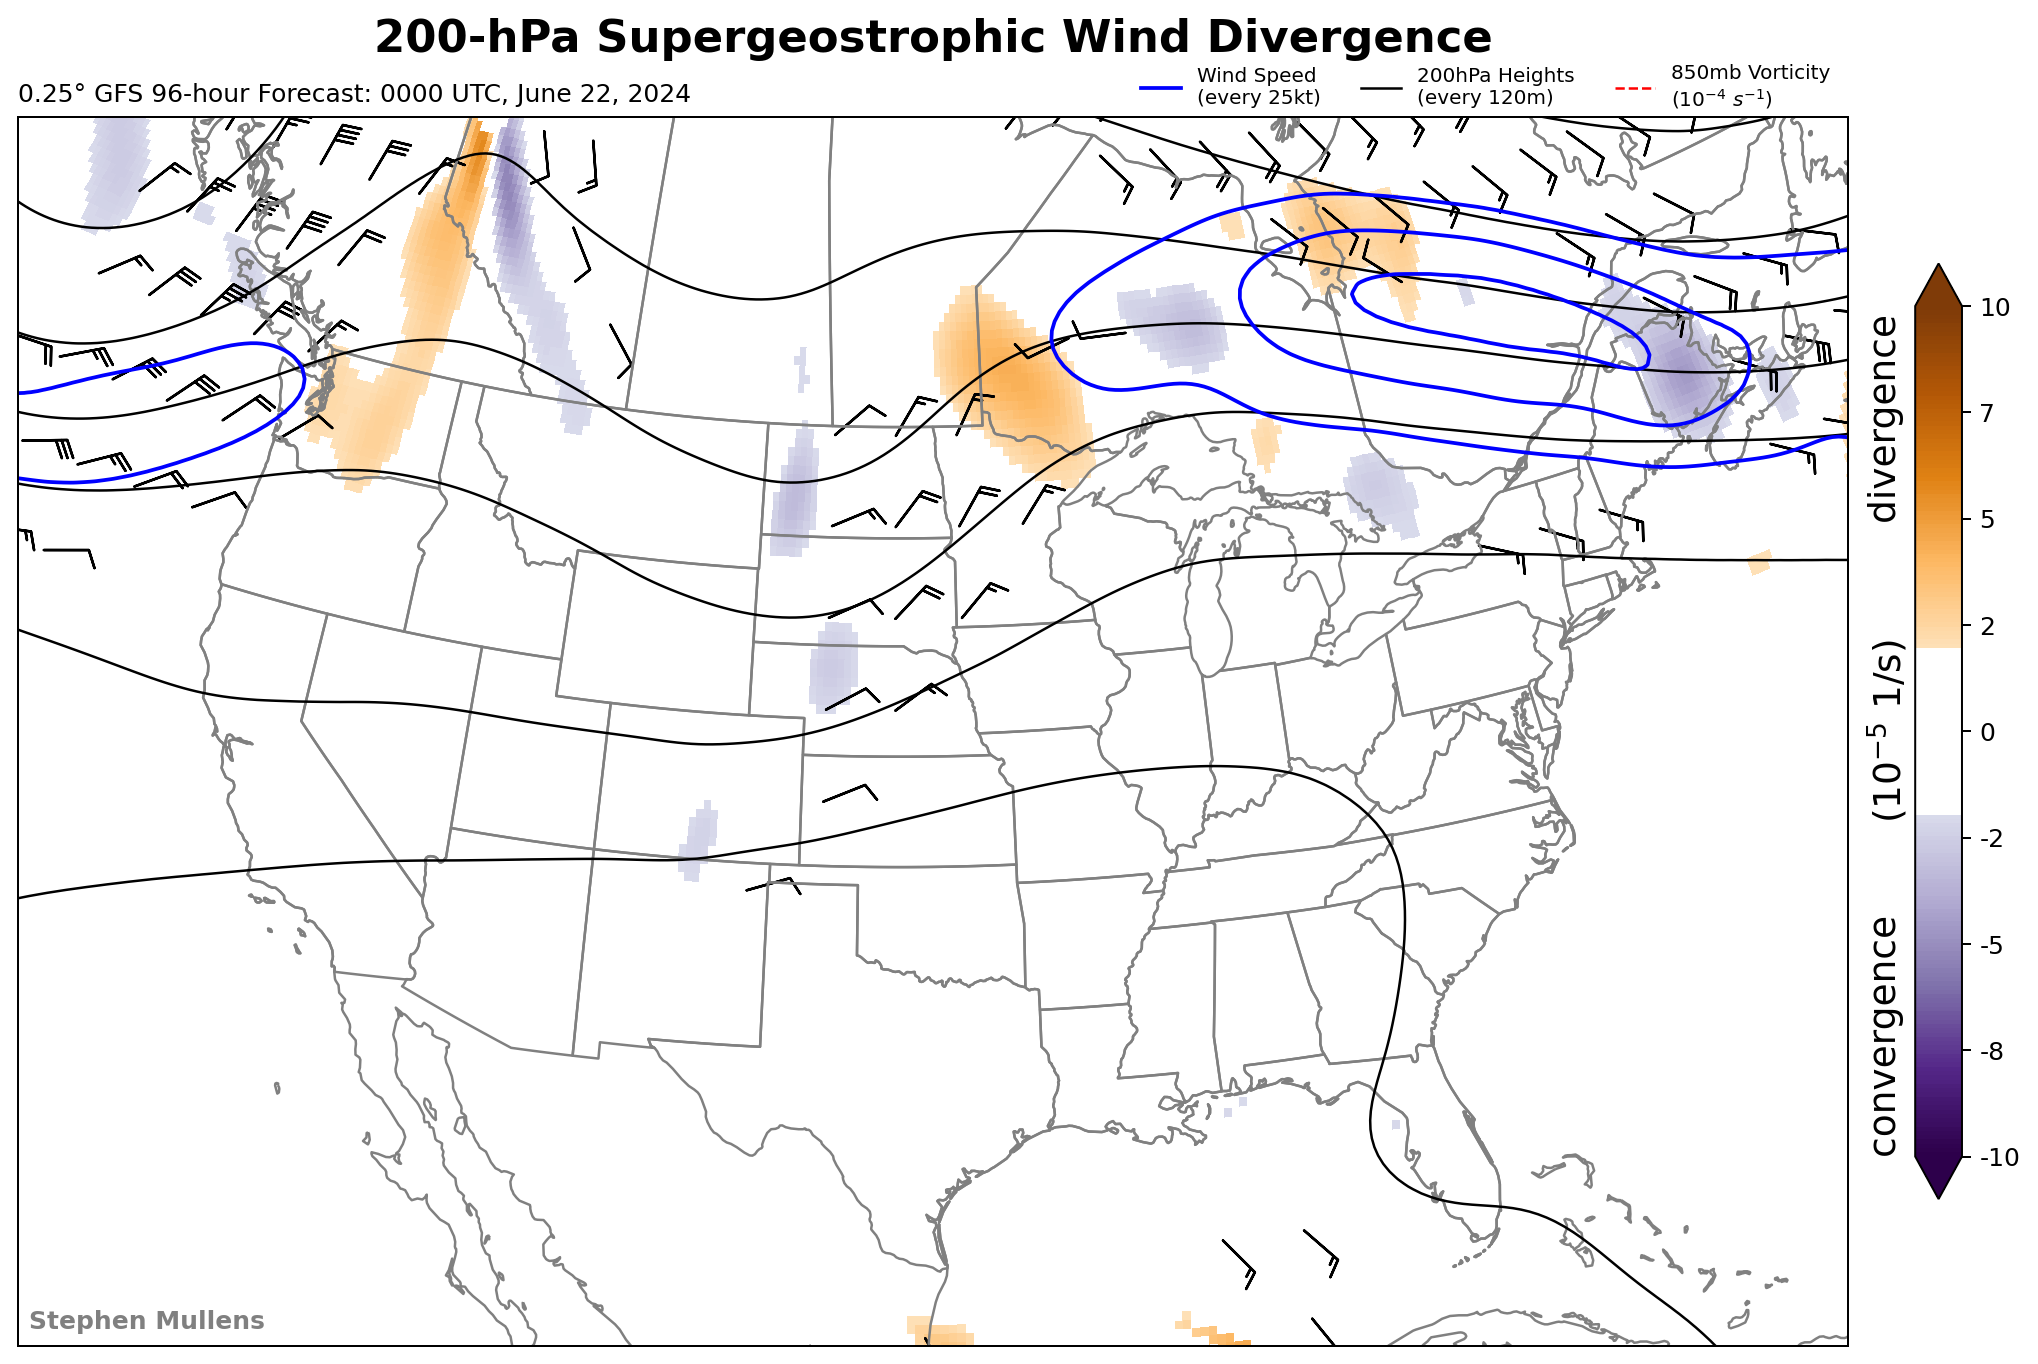 200-hPa Supergeostrophic Wind Divergence
0.25° GFS 96-hour Forecast: 0000 UTC, June 22, 2024
Wind Speed
(every 25kt)
200hPa Heights
(every 120m)
850mb Vorticity
(10⁻⁴ s⁻¹)
10
7
5
2
0
-2
-5
-8
-10
convergence (10⁻⁵ 1/s) divergence
Stephen Mullens